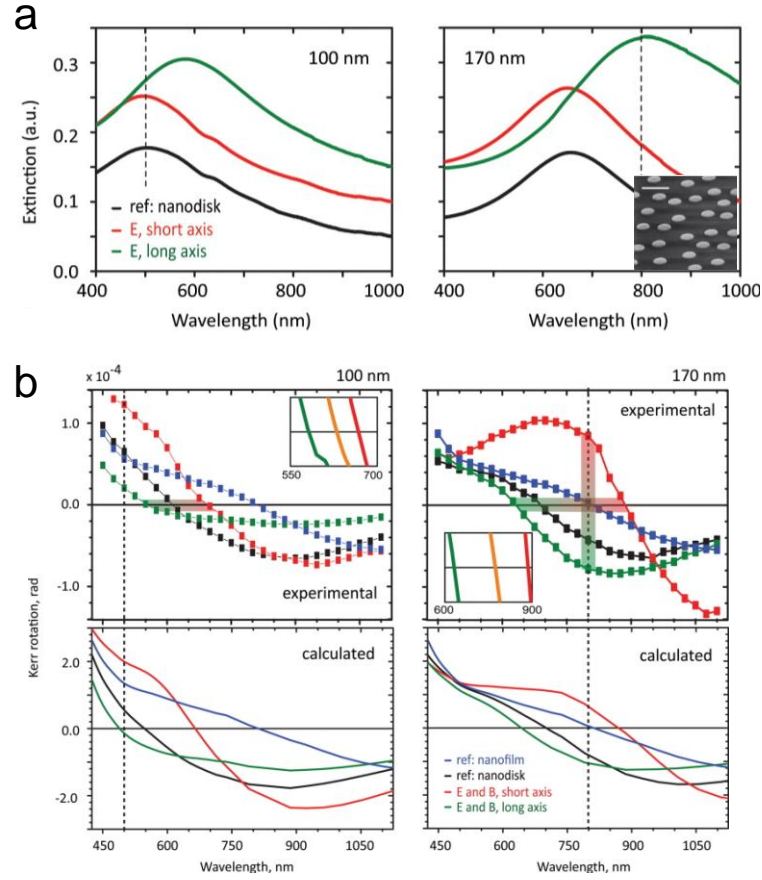 a
100 nm
170 nm
0.3
0.2
0.1
0.0
Extinction (a.u.)
ref: nanodisk
E, short axis
E, long axis
400 600 800 1000
400 600 800 1000
Wavelength (nm)
Wavelength (nm)
b
x 10⁻⁴
100 nm
170 nm
1.0
0.0
-1.0
550 700
experimental
experimental
600 900
Kerr rotation, rad
calculated
calculated
2.0
0.0
-2.0
ref: nanofilm
ref: nanodisk
E and B, short axis
E and B, long axis
450 600 750 900 1050
450 600 750 900 1050
Wavelength, nm
Wavelength, nm